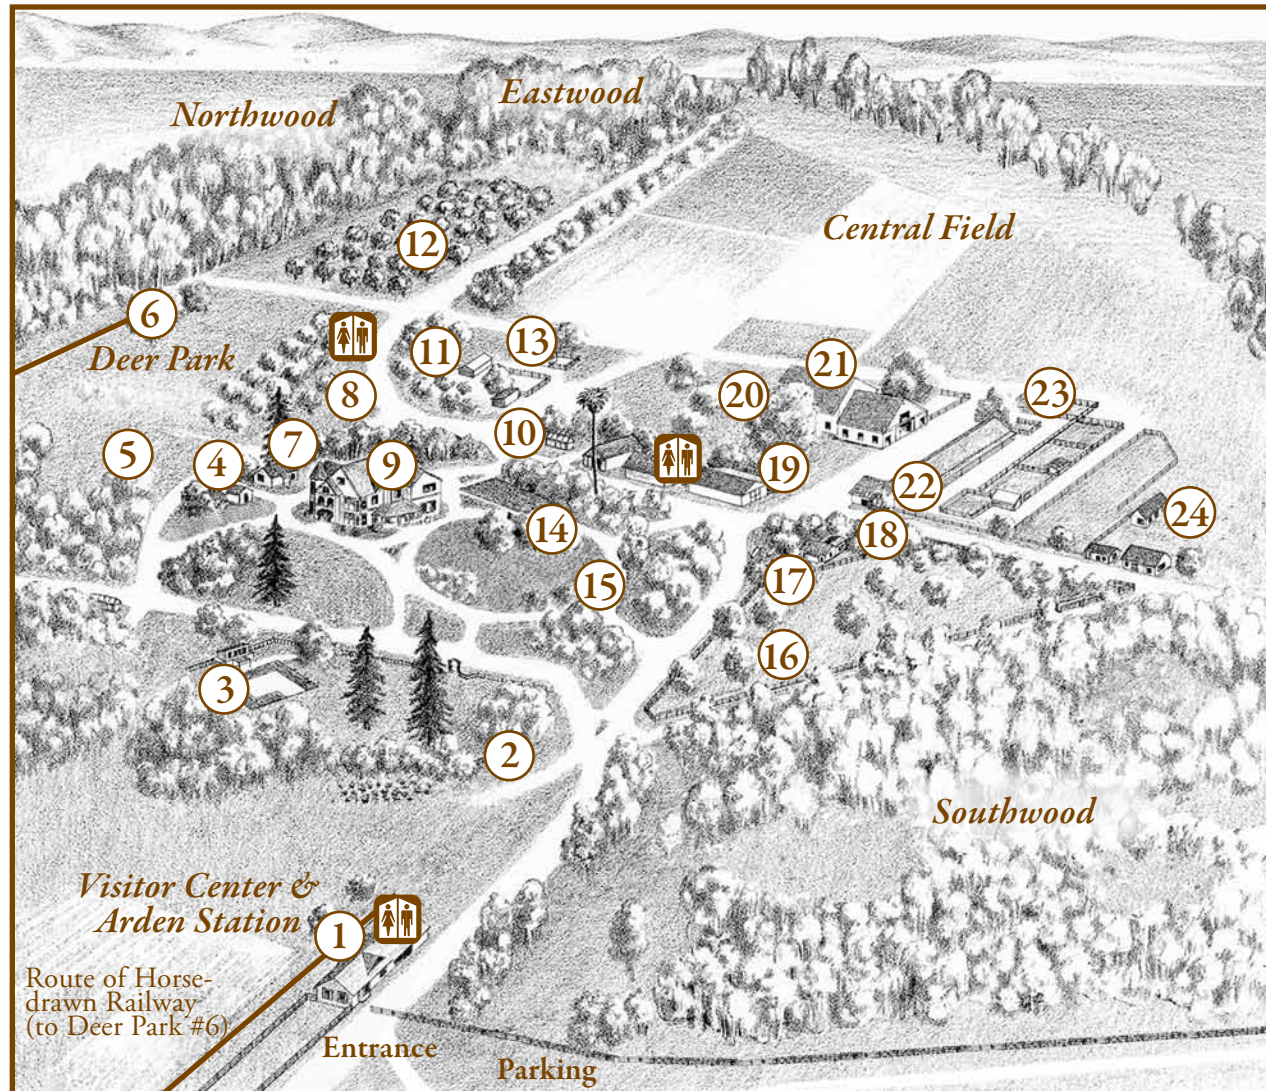 Northwood
Eastwood
Central Field
12
6
Deer Park
11
13
21
8
20
23
5
4
7
9
10
19
22
24
14
18
15
17
16
3
2
Southwood
Visitor Center &
Arden Station
1
Route of Horse-
drawn Railway
(to Deer Park #6)
Entrance
Parking